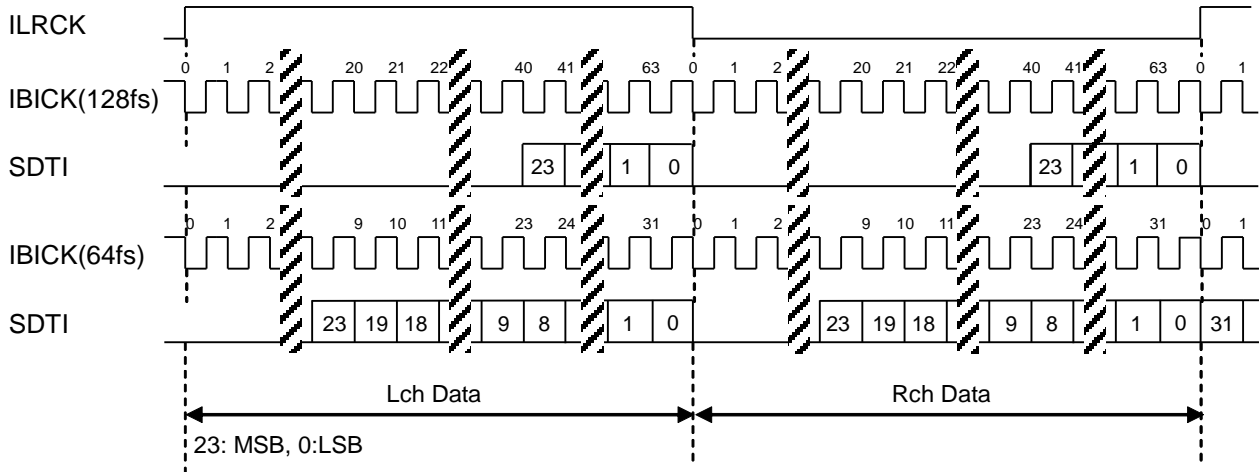 ILRCK
0 1 2 20 21 22 40 41 63 0 1 2 20 21 22 40 41 63 0 1
IBICK(128fs)
SDTI
23 1 0 23 1 0
0 1 2 9 10 11 23 24 31 0 1 2 9 10 11 23 24 31 0 1
IBICK(64fs)
SDTI
23 19 18 9 8 1 0 23 19 18 9 8 1 0 31
Lch Data Rch Data
23: MSB, 0:LSB